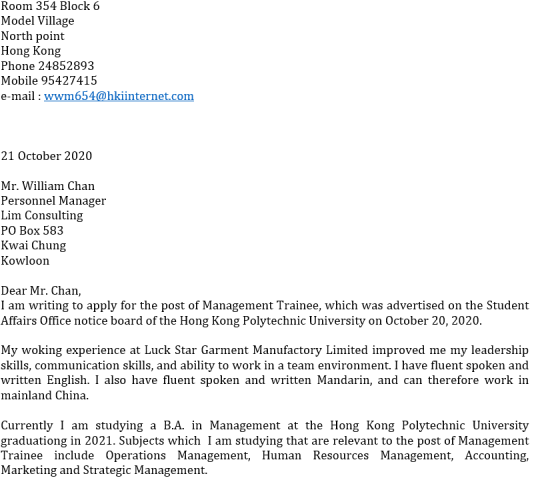 Room 354 Block 6
Model Village
North point
Hong Kong
Phone 24852893
Mobile 95427415
e-mail : wwm654@hkiinternet.com
21 October 2020
Mr. William Chan
Personnel Manager
Lim Consulting
PO Box 583
Kwai Chung
Kowloon
Dear Mr. Chan,
I am writing to apply for the post of Management Trainee, which was advertised on the Student
Affairs Office notice board of the Hong Kong Polytechnic University on October 20, 2020.
My woking experience at Luck Star Garment Manufactory Limited improved me my leadership
skills, communication skills, and ability to work in a team environment. I have fluent spoken and
written English. I also have fluent spoken and written Mandarin, and can therefore work in
mainland China.
Currently I am studying a B.A. in Management at the Hong Kong Polytechnic University
graduationg in 2021. Subjects which  I am studying that are relevant to the post of Management
Trainee include Operations Management, Human Resources Management, Accounting,
Marketing and Strategic Management.